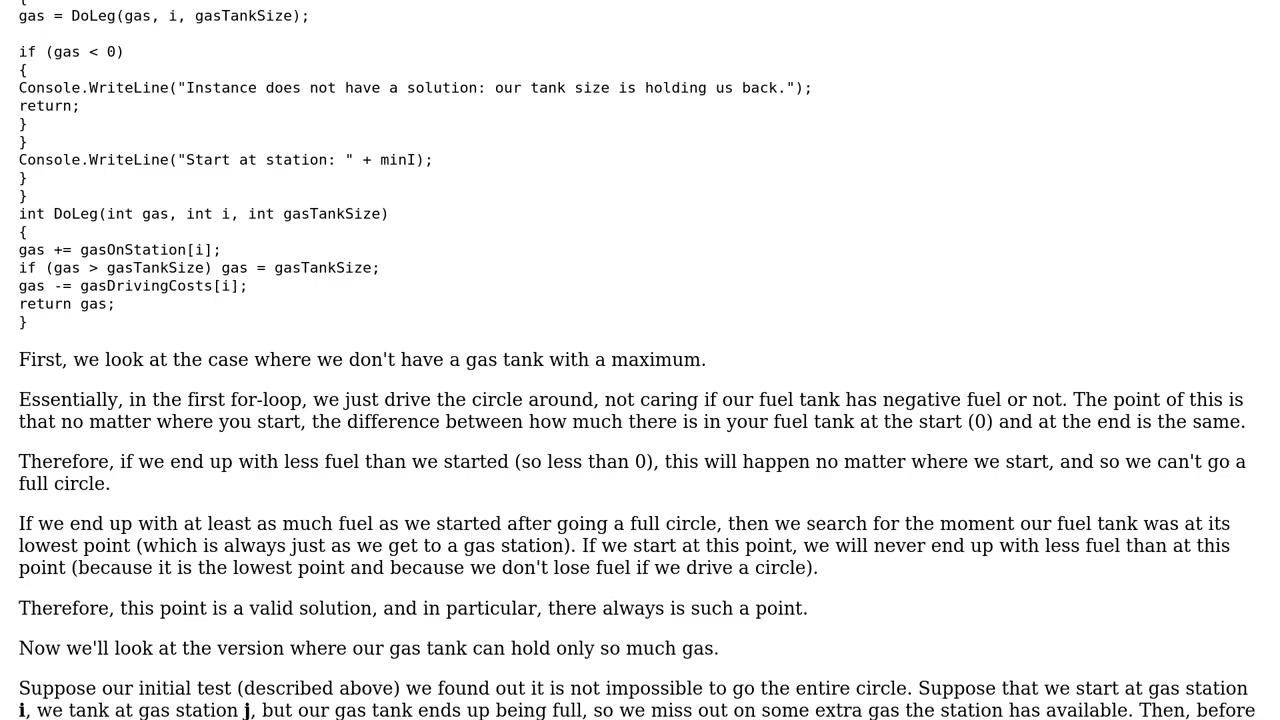 {
gas = DoLeg(gas, i, gasTankSize);
if (gas < 0)
{
Console.WriteLine("Instance does not have a solution: our tank size is holding us back.");
return;
}
}
Console.WriteLine("Start at station: " + minI);
}
}
int DoLeg(int gas, int i, int gasTankSize)
{
gas += gasOnStation[i];
if (gas > gasTankSize) gas = gasTankSize;
gas -= gasDrivingCosts[i];
return gas;
}
First, we look at the case where we don't have a gas tank with a maximum.
Essentially, in the first for-loop, we just drive the circle around, not caring if our fuel tank has negative fuel or not. The point of this is
that no matter where you start, the difference between how much there is in your fuel tank at the start (0) and at the end is the same.
Therefore, if we end up with less fuel than we started (so less than 0), this will happen no matter where we start, and so we can't go a
full circle.
If we end up with at least as much fuel as we started after going a full circle, then we search for the moment our fuel tank was at its
lowest point (which is always just as we get to a gas station). If we start at this point, we will never end up with less fuel than at this
point (because it is the lowest point and because we don't lose fuel if we drive a circle).
Therefore, this point is a valid solution, and in particular, there always is such a point.
Now we'll look at the version where our gas tank can hold only so much gas.
Suppose our initial test (described above) we found out it is not impossible to go the entire circle. Suppose that we start at gas station
i, we tank at gas station j, but our gas tank ends up being full, so we miss out on some extra gas the station has available. Then, before